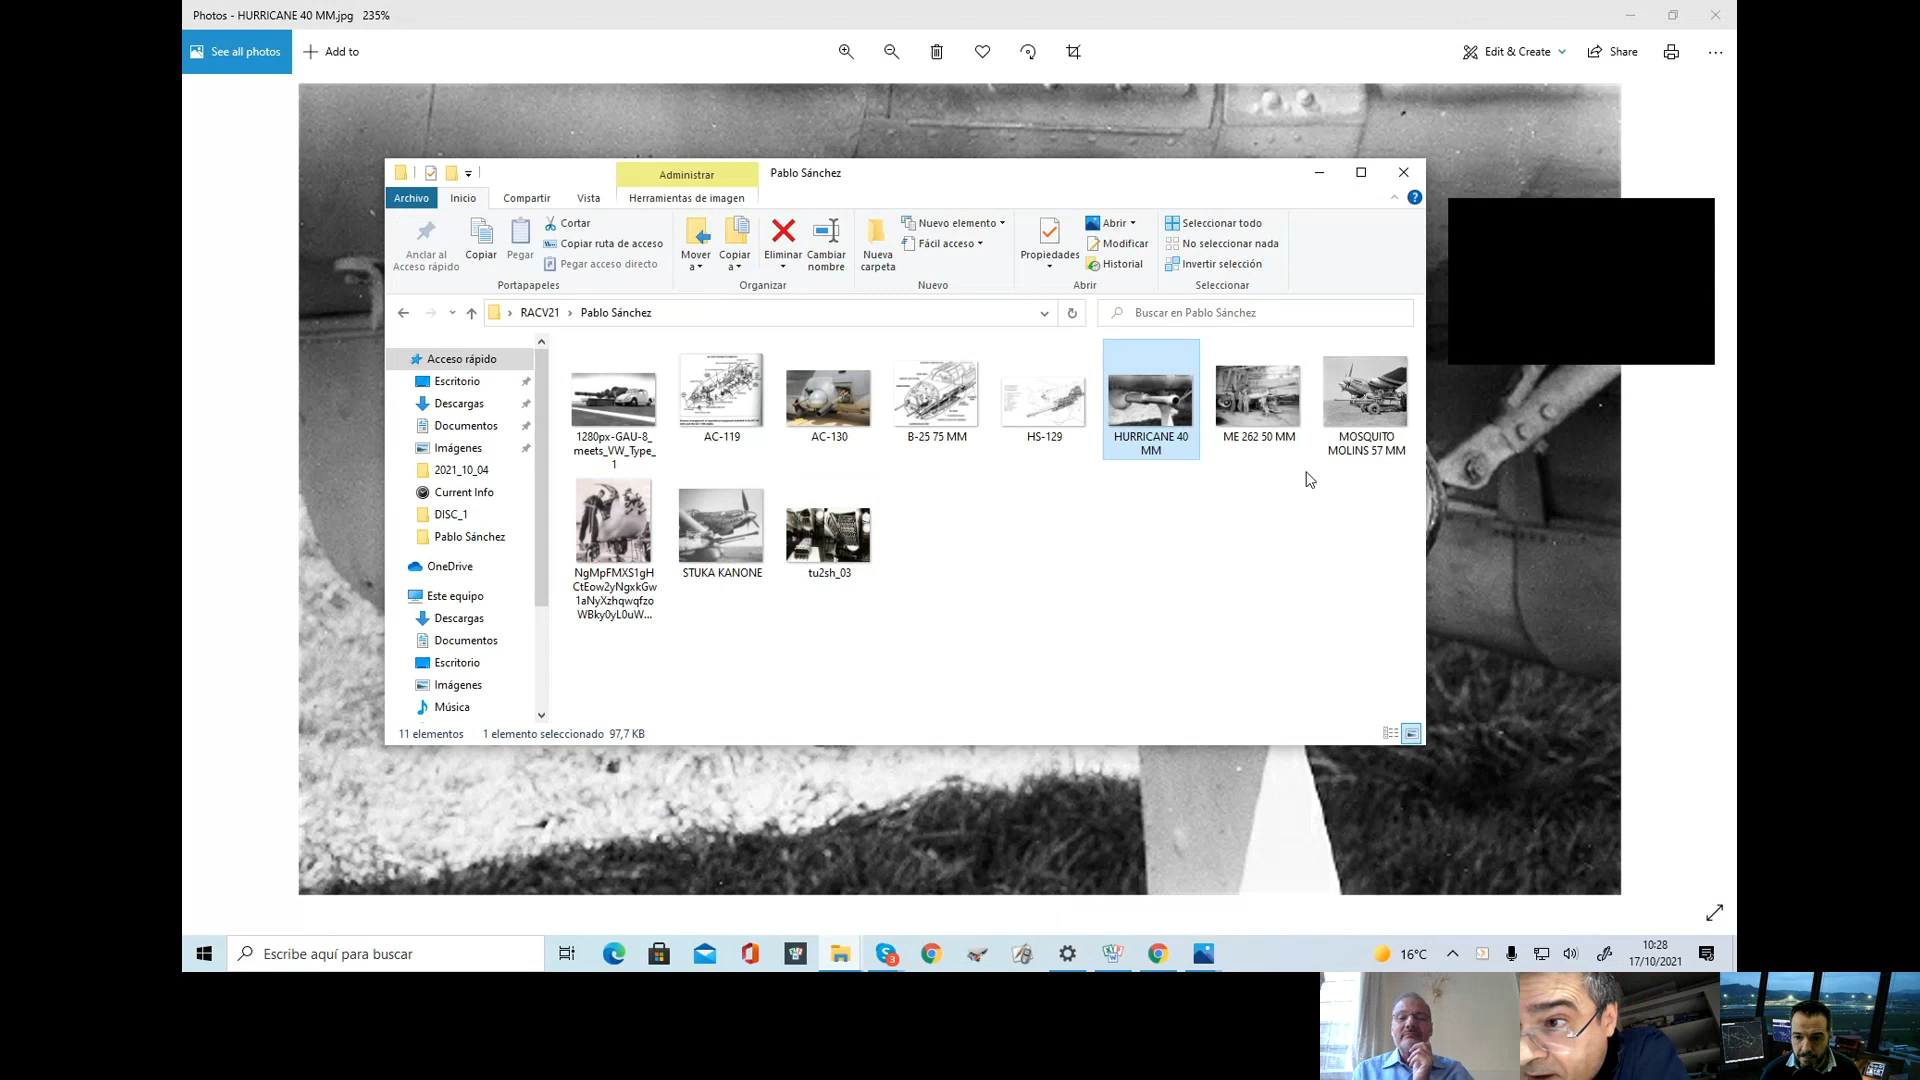 Photos - HURRICANE 40 MM.jpg   235%
See all photos
Add to
Edit & Create
Share
Administrar
Pablo Sánchez
Archivo
Inicio
Compartir
Vista
Herramientas de imagen
Anclar al
Acceso rápido
Copiar
Pegar
Cortar
Copiar ruta de acceso
Pegar acceso directo
Portapapeles
Mover
a
Copiar
a
Eliminar
Cambiar
nombre
Organizar
Nueva
carpeta
Nuevo elemento
Fácil acceso
Nuevo
Propiedades
Abrir
Modificar
Historial
Abrir
Seleccionar todo
No seleccionar nada
Invertir selección
Seleccionar
RACV21 › Pablo Sánchez
Buscar en Pablo Sánchez
Acceso rápido
Escritorio
Descargas
Documentos
Imágenes
2021_10_04
Current Info
DISC_1
Pablo Sánchez
OneDrive
Este equipo
Descargas
Documentos
Escritorio
Imágenes
Música
1280px-GAU-8_
meets_VW_Type_
1
AC-119
AC-130
B-25 75 MM
HS-129
HURRICANE 40
MM
ME 262 50 MM
MOSQUITO
MOLINS 57 MM
NgMpFMXS1gH
CtEow2yNgxkGw
1aNyXzhqwqfzo
WBky0yL0uW...
STUKA KANONE
tu2sh_03
11 elementos
1 elemento seleccionado  97,7 KB
Escribe aquí para buscar
3
16°C
10:28
17/10/2021